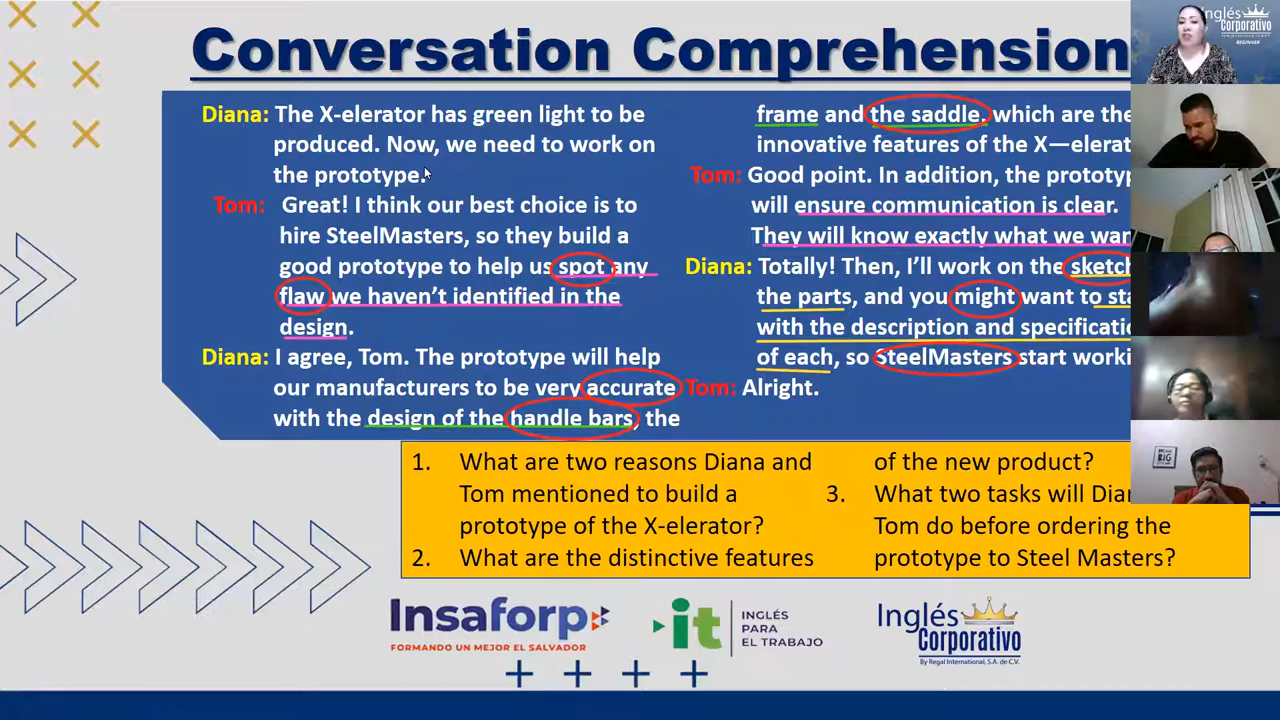 Conversation Comprehension
Diana: The X-elerator has green light to be
produced. Now, we need to work on
the prototype.
Tom: Great! I think our best choice is to
hire SteelMasters, so they build a
good prototype to help us spot any
flaw we haven't identified in the
design.
Diana: I agree, Tom. The prototype will help
our manufacturers to be very accurate
with the design of the handle bars, the
frame and the saddle. which are the
innovative features of the X—elerat
Tom: Good point. In addition, the prototyp
will ensure communication is clear.
They will know exactly what we wan
Diana: Totally! Then, I'll work on the sketch
the parts, and you might want to sta
with the description and specificatio
of each, so SteelMasters start worki
Tom: Alright.
1. What are two reasons Diana and
Tom mentioned to build a
prototype of the X-elerator?
2. What are the distinctive features
of the new product?
3. What two tasks will Dian
Tom do before ordering the
prototype to Steel Masters?
Insaforp
FORMANDO UN MEJOR EL SALVADOR
it
INGLÉS
PARA
EL TRABAJO
Inglés
Corporativo
By Regal International, S.A. de C.V.
Inglés
Corporativo
BEGINNER
DREAM
BIG